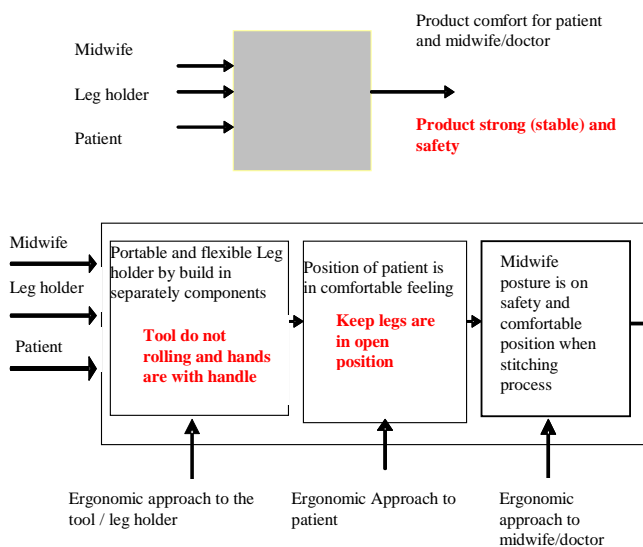 Product comfort for patient
and midwife/doctor
Midwife
Leg holder
Patient
Product strong (stable) and
safety
Midwife
Leg holder
Patient
Portable and flexible Leg
holder by build in
separately components
Tool do not
rolling and hands
are with handle
Position of patient is
in comfortable feeling
Keep legs are
in open
position
Midwife
posture is on
safety and
comfortable
position when
stitching
process
Ergonomic approach to the
tool / leg holder
Ergonomic Approach to
patient
Ergonomic
approach to
midwife/doctor